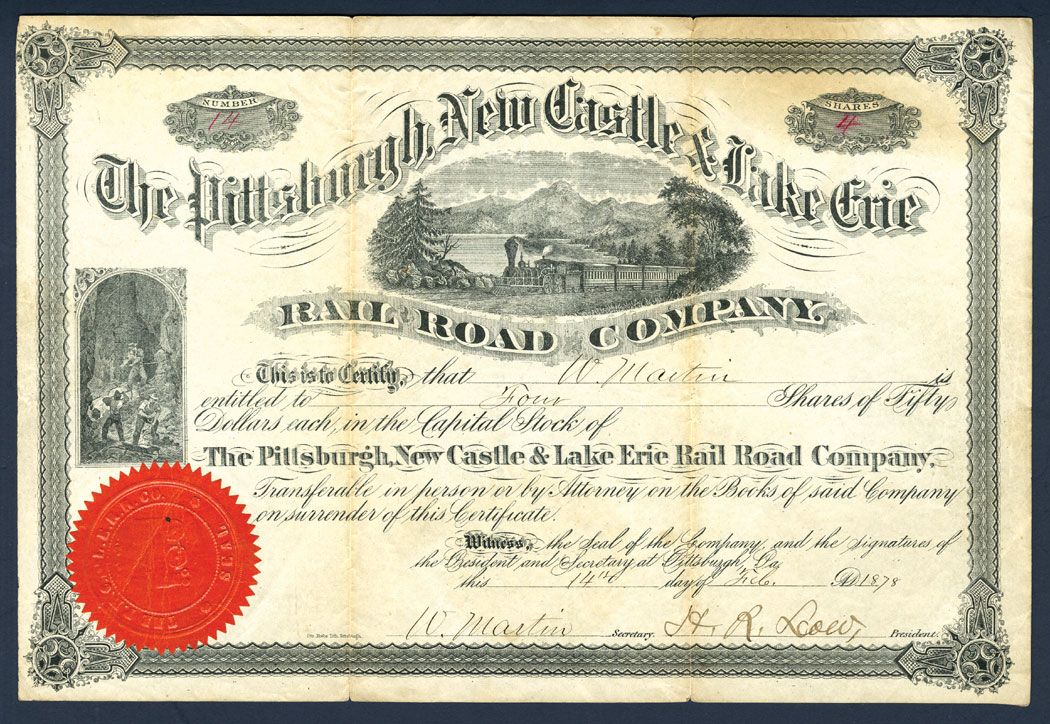 NUMBER
14
SHARES
4
The Pittsburgh, New Castle & Lake Erie
RAIL ROAD COMPANY.
This is to Certify, that W. Martin is
entitled to Four Shares of Fifty
Dollars each, in the Capital Stock of
The Pittsburgh, New Castle & Lake Erie Rail Road Company.
Transferable in person or by Attorney on the Books of said Company
on surrender of this Certificate.
Witness, the Seal of the Company, and the signatures of
the President and Secretary at Pittsburgh, Pa
this 14th day of Feb. AD 1878
W. Martin Secretary. H. R. Low, President.
SEAL